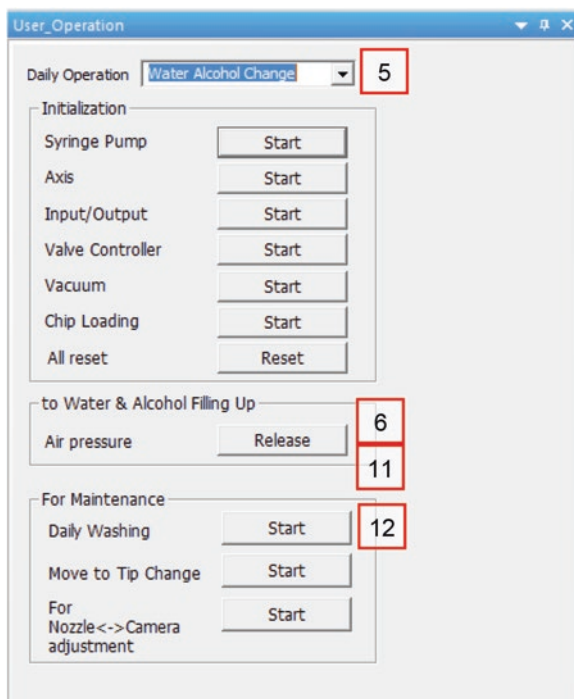 User_Operation
Daily Operation Water Alcohol Change 5
Initialization
Syringe Pump Start
Axis Start
Input/Output Start
Valve Controller Start
Vacuum Start
Chip Loading Start
All reset Reset
to Water & Alcohol Filling Up
Air pressure Release 6
11
For Maintenance
Daily Washing Start 12
Move to Tip Change Start
For
Nozzle<->Camera Start
adjustment